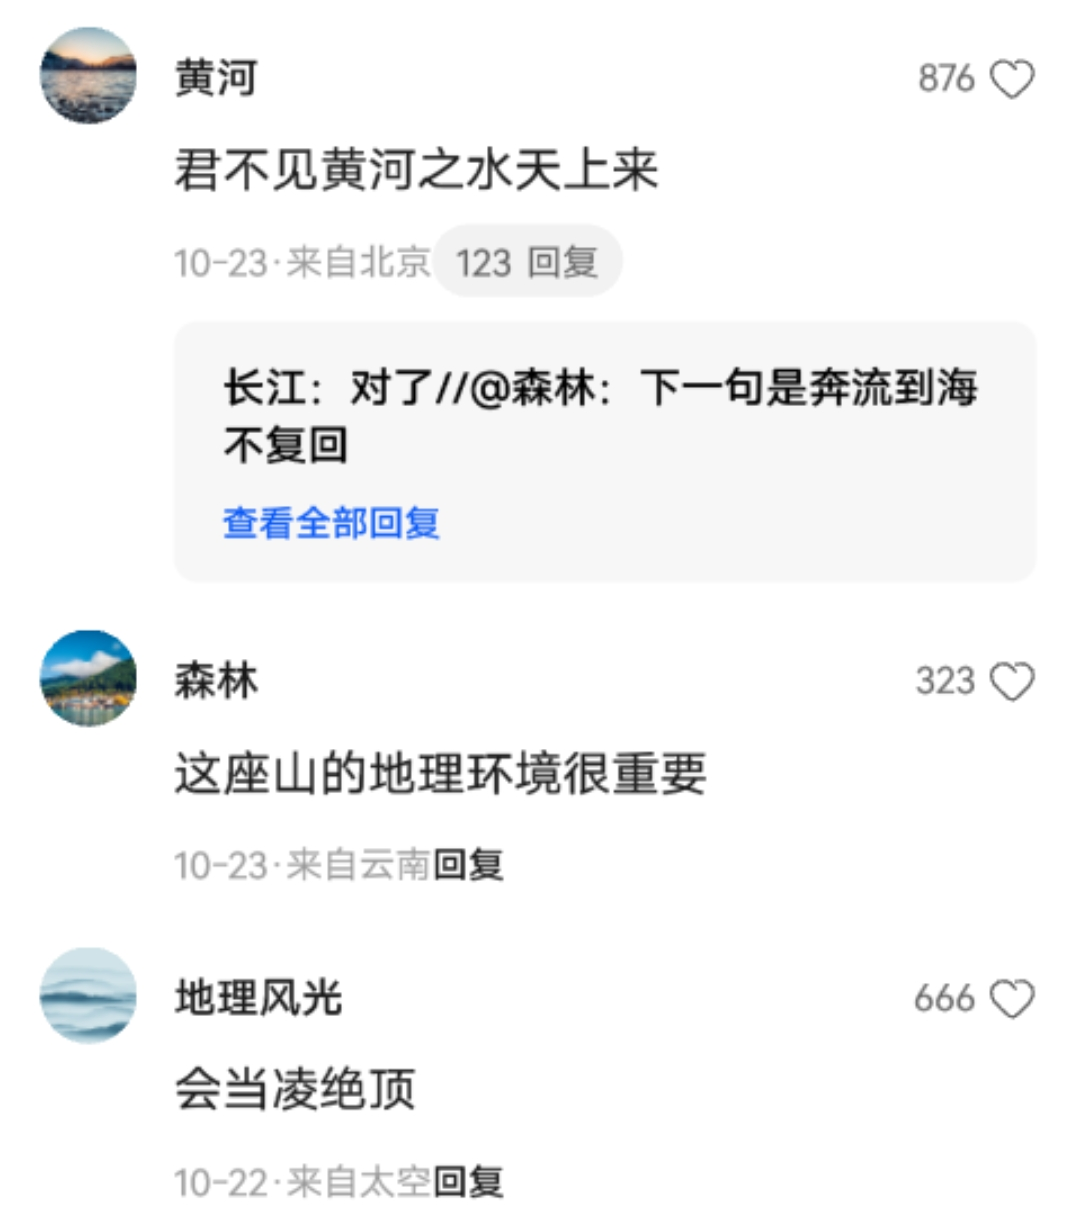 黄河 876
君不见黄河之水天上来
10-23·来自北京 123 回复
长江：对了//@森林：下一句是奔流到海
不复回
查看全部回复
森林 323
这座山的地理环境很重要
10-23·来自云南回复
地理风光 666
会当凌绝顶
10-22·来自太空回复